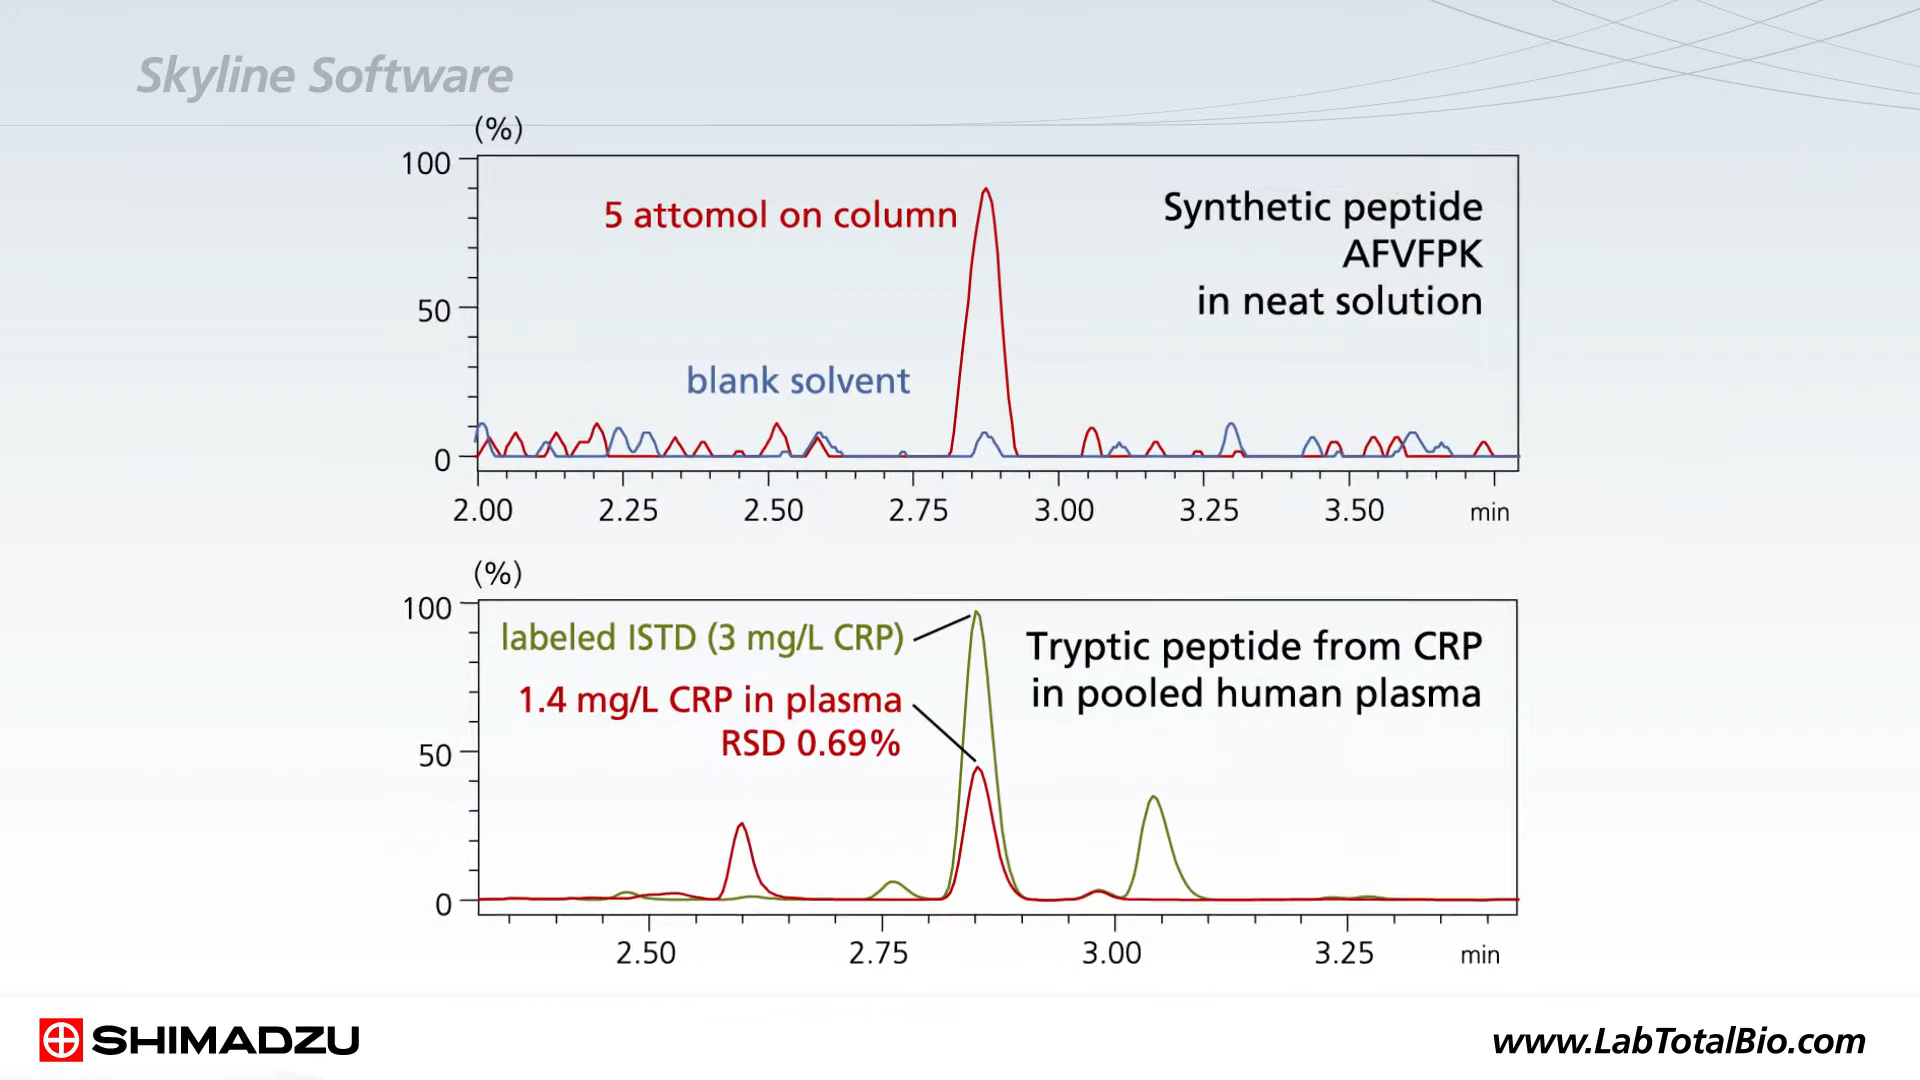 Skyline Software
(%)
100
50
0
5 attomol on column
blank solvent
Synthetic peptide
AFVFPK
in neat solution
2.00 2.25 2.50 2.75 3.00 3.25 3.50 min
(%)
100
50
0
labeled ISTD (3 mg/L CRP)
1.4 mg/L CRP in plasma
RSD 0.69%
Tryptic peptide from CRP
in pooled human plasma
2.50 2.75 3.00 3.25 min
SHIMADZU
www.LabTotalBio.com